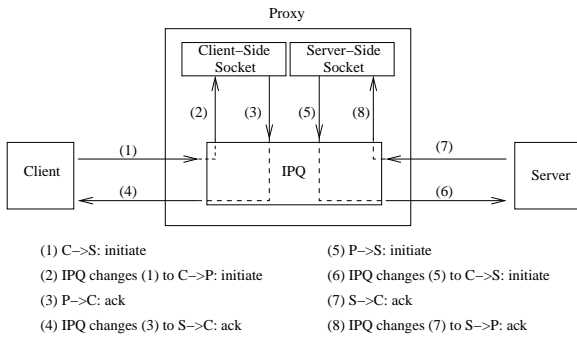 Proxy
Client–Side
Socket
Server–Side
Socket
(2)
(3)
(5)
(8)
(1)
(7)
Client
IPQ
Server
(4)
(6)
(1) C–>S: initiate
(2) IPQ changes (1) to C–>P: initiate
(3) P–>C: ack
(4) IPQ changes (3) to S–>C: ack
(5) P–>S: initiate
(6) IPQ changes (5) to C–>S: initiate
(7) S–>C: ack
(8) IPQ changes (7) to S–>P: ack